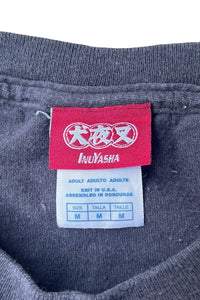 犬夜叉
INUYASHA
ADULT ADULTO ADULTE
KNIT IN U.S.A.
ASSEMBLED IN HONDURAS
SIZE TALLA TAILLE
M M M